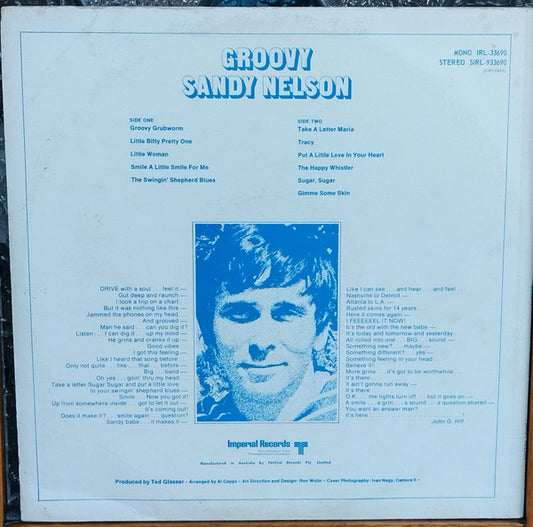 GROOVY
SANDY NELSON
MONO IRL-33690
STEREO SIRL-933690
SIDE ONE
Groovy Grubworm
Little Bitty Pretty One
Little Woman
Smile A Little Smile For Me
The Swingin' Shepherd Blues
SIDE TWO
Take A Letter Maria
Tracy
Put A Little Love In Your Heart
The Happy Whistler
Sugar, Sugar
Gimme Some Skin
DRIVE with a soul . . . feel it —
Gut deep and raunch —
I took a trip on a chart . . .
But it was nothing like this —
Jammed the phones on my head —
And grooved —
Man he said . . . can you dig it?
Listen . . . I can dig it . . . up my mind —
He grins and cranks it up —
Good vibes —
I got this feeling —
Like I heard that song before —
Only not quite . . . like . . . that . . . before —
Big . . . band —
Oh yes . . . goin' thru my head!
Take a letter Sugar Sugar and put a little love
In your swingin' shepherd blues —
Smile . . . Now you got it!
Up from somewhere inside . . . got to let it out —
It's coming out!
Does it make it? . . . smile again . . . question?
Sandy babe . . . it makes it —
Like I can see . . . and hear . . . and feel . . .
Nashville to Detroit —
Atlanta to L.A. —
Busted skins for 14 years
Here it comes again —
I FEEEEEEL IT NOW!
It's the old with the new babe —
It's today and tomorrow and yesterday . . .
All rolled into one . . . BIG . . . sound —
Something new? . . . maybe —
Something different? . . . yes —
Something feeling in your head
Believe it!
More grins . . . it's got to be worthwhile . . .
It's there . . .
It ain't gonna run away —
It's there . . .
O.K. . . . the lights turn off . . . but it goes on —
A smile . . . a grin . . . a sound . . . a question shared —
You want an answer man?
It's here . . .
John G. Hill
Imperial Records
Manufactured in Australia by Festival Records Pty. Limited.
Produced by Ted Glasser • Arranged by Al Capps • Art Direction and Design- Ron Wolin • Cover Photography: Ivan Nagy, Camera 5 •